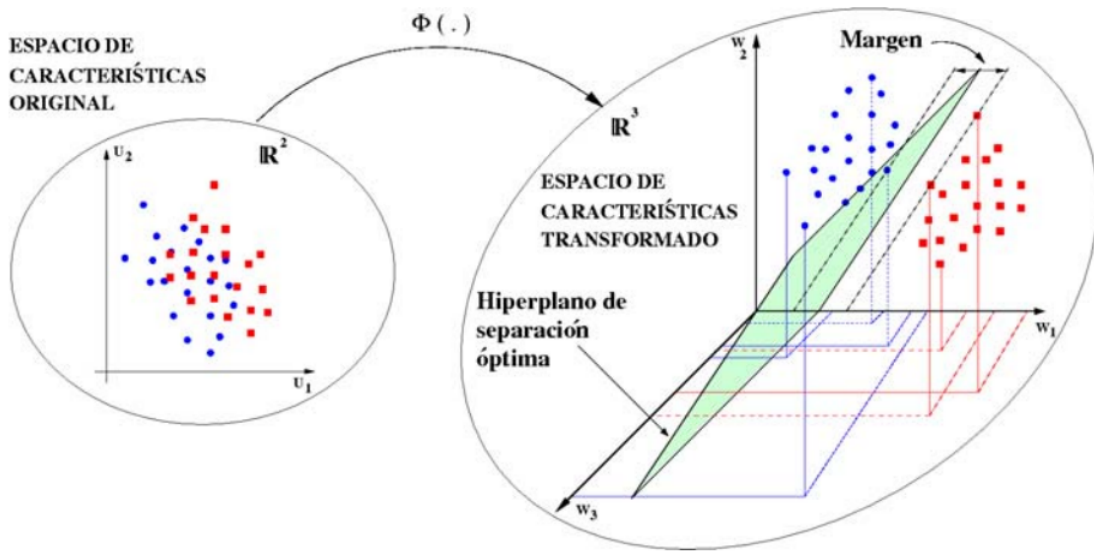 Φ ( . )
ESPACIO DE
CARACTERÍSTICAS
ORIGINAL
ℝ²
U₂
U₁
W₂
Margen
ℝ³
ESPACIO DE
CARACTERÍSTICAS
TRANSFORMADO
Hiperplano de
separación
óptima
W₁
W₃